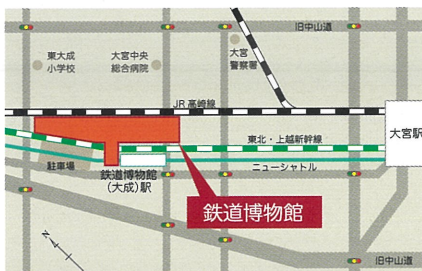 旧中山道
東大成
小学校
大宮中央
総合病院
大宮
警察署
JR 高崎線
大宮駅
東北・上越新幹線
ニューシャトル
駐車場
鉄道博物館
(大成)駅
鉄道博物館
N
旧中山道